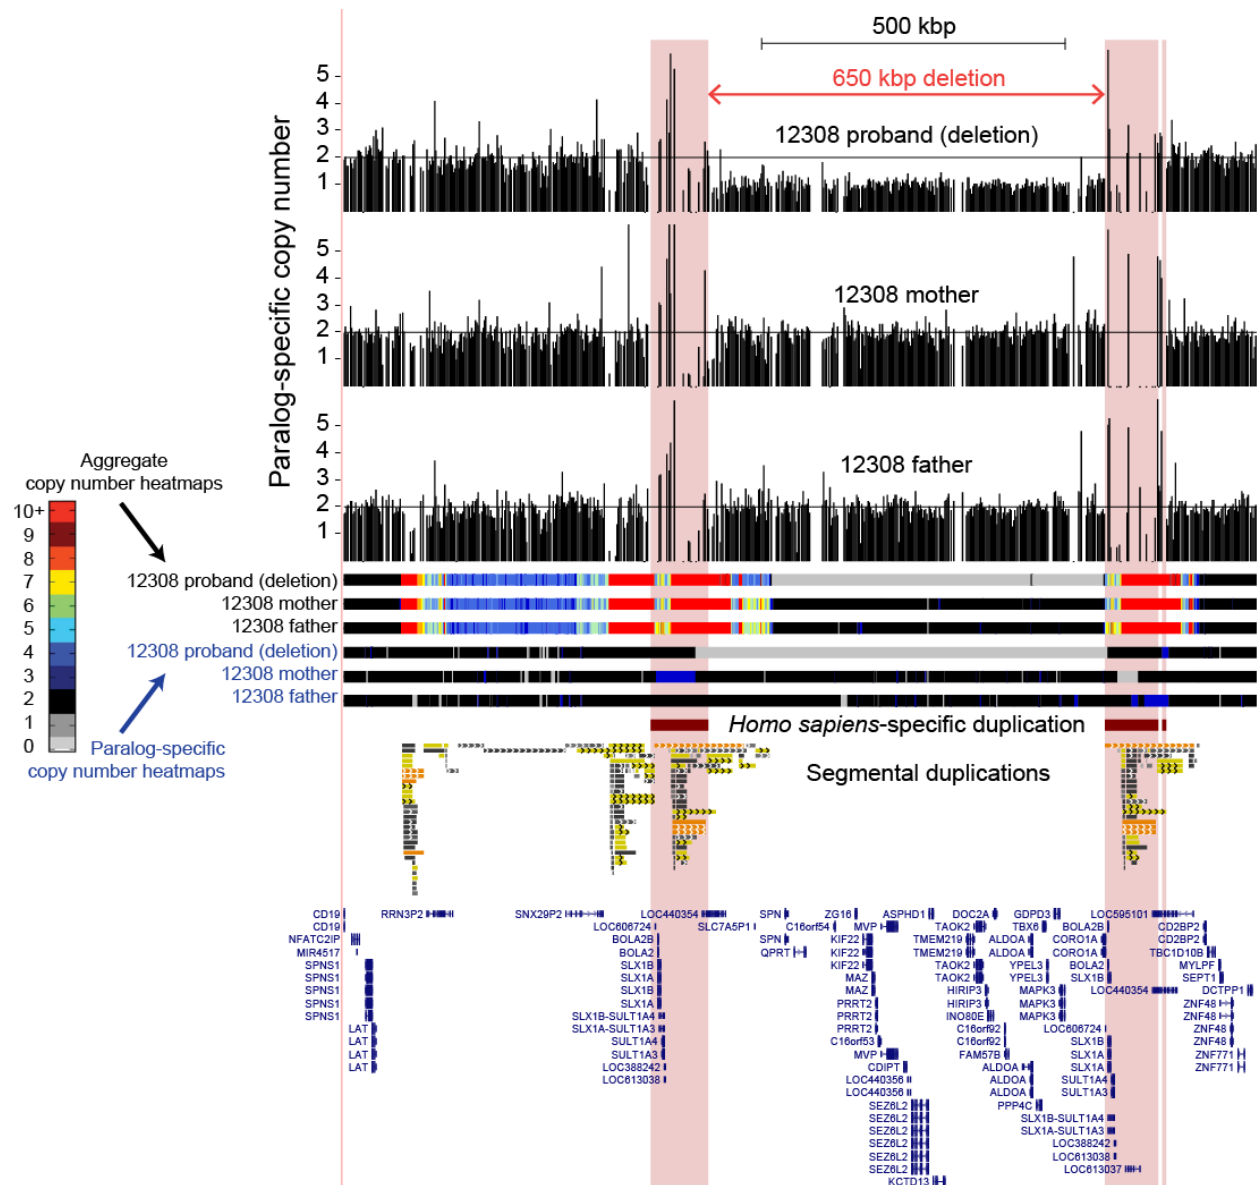 500 kbp
650 kbp deletion
Paralog-specific copy number
5
4
3
2
1
12308 proband (deletion)
5
4
3
2
1
12308 mother
5
4
3
2
1
12308 father
Aggregate
copy number heatmaps
10+
9
8
7
6
5
4
3
2
1
0
12308 proband (deletion)
12308 mother
12308 father
12308 proband (deletion)
12308 mother
12308 father
Paralog-specific
copy number heatmaps
Homo sapiens-specific duplication
Segmental duplications
CD19 RRN3P2 SNX29P2 LOC440354 SPN ZG16 ASPHD1 DOC2A GDPD3 LOC595101
CD19 LOC606724 SLC7A5P1 C16orf54 MVP TAOK2 TBX6 BOLA2B CD2BP2
NFATC2IP BOLA2B SPN KIF22 TMEM219 ALDOA CORO1A CD2BP2
MIR4517 BOLA2 QPRT KIF22 TMEM219 ALDOA CORO1A TBC1D10B
SPNS1 SLX1B KIF22 TAOK2 YPEL3 BOLA2 MYLPF
SPNS1 SLX1A MAZ TAOK2 YPEL3 SLX1B SEPT1
SPNS1 SLX1B MAZ HIRIP3 MAPK3 LOC440354 DCTPP1
SPNS1 SLX1A PRRT2 HIRIP3 MAPK3 ZNF48
SPNS1 SLX1B-SULT1A4 PRRT2 INO80E MAPK3 ZNF48
LAT SLX1A-SULT1A3 PRRT2 C16orf92 LOC606724 ZNF48
LAT SULT1A4 C16orf53 C16orf92 SLX1B ZNF48
LAT SULT1A3 MVP FAM57B SLX1A ZNF771
LAT LOC388242 CDIPT ALDOA SLX1A ZNF771
LOC613038 LOC440356 ALDOA SULT1A4
LOC440356 ALDOA SULT1A3
SEZ6L2 PPP4C
SEZ6L2 SLX1B-SULT1A4
SEZ6L2 SLX1A-SULT1A3
SEZ6L2 LOC388242
SEZ6L2 LOC613038
SEZ6L2 LOC613037
KCTD13